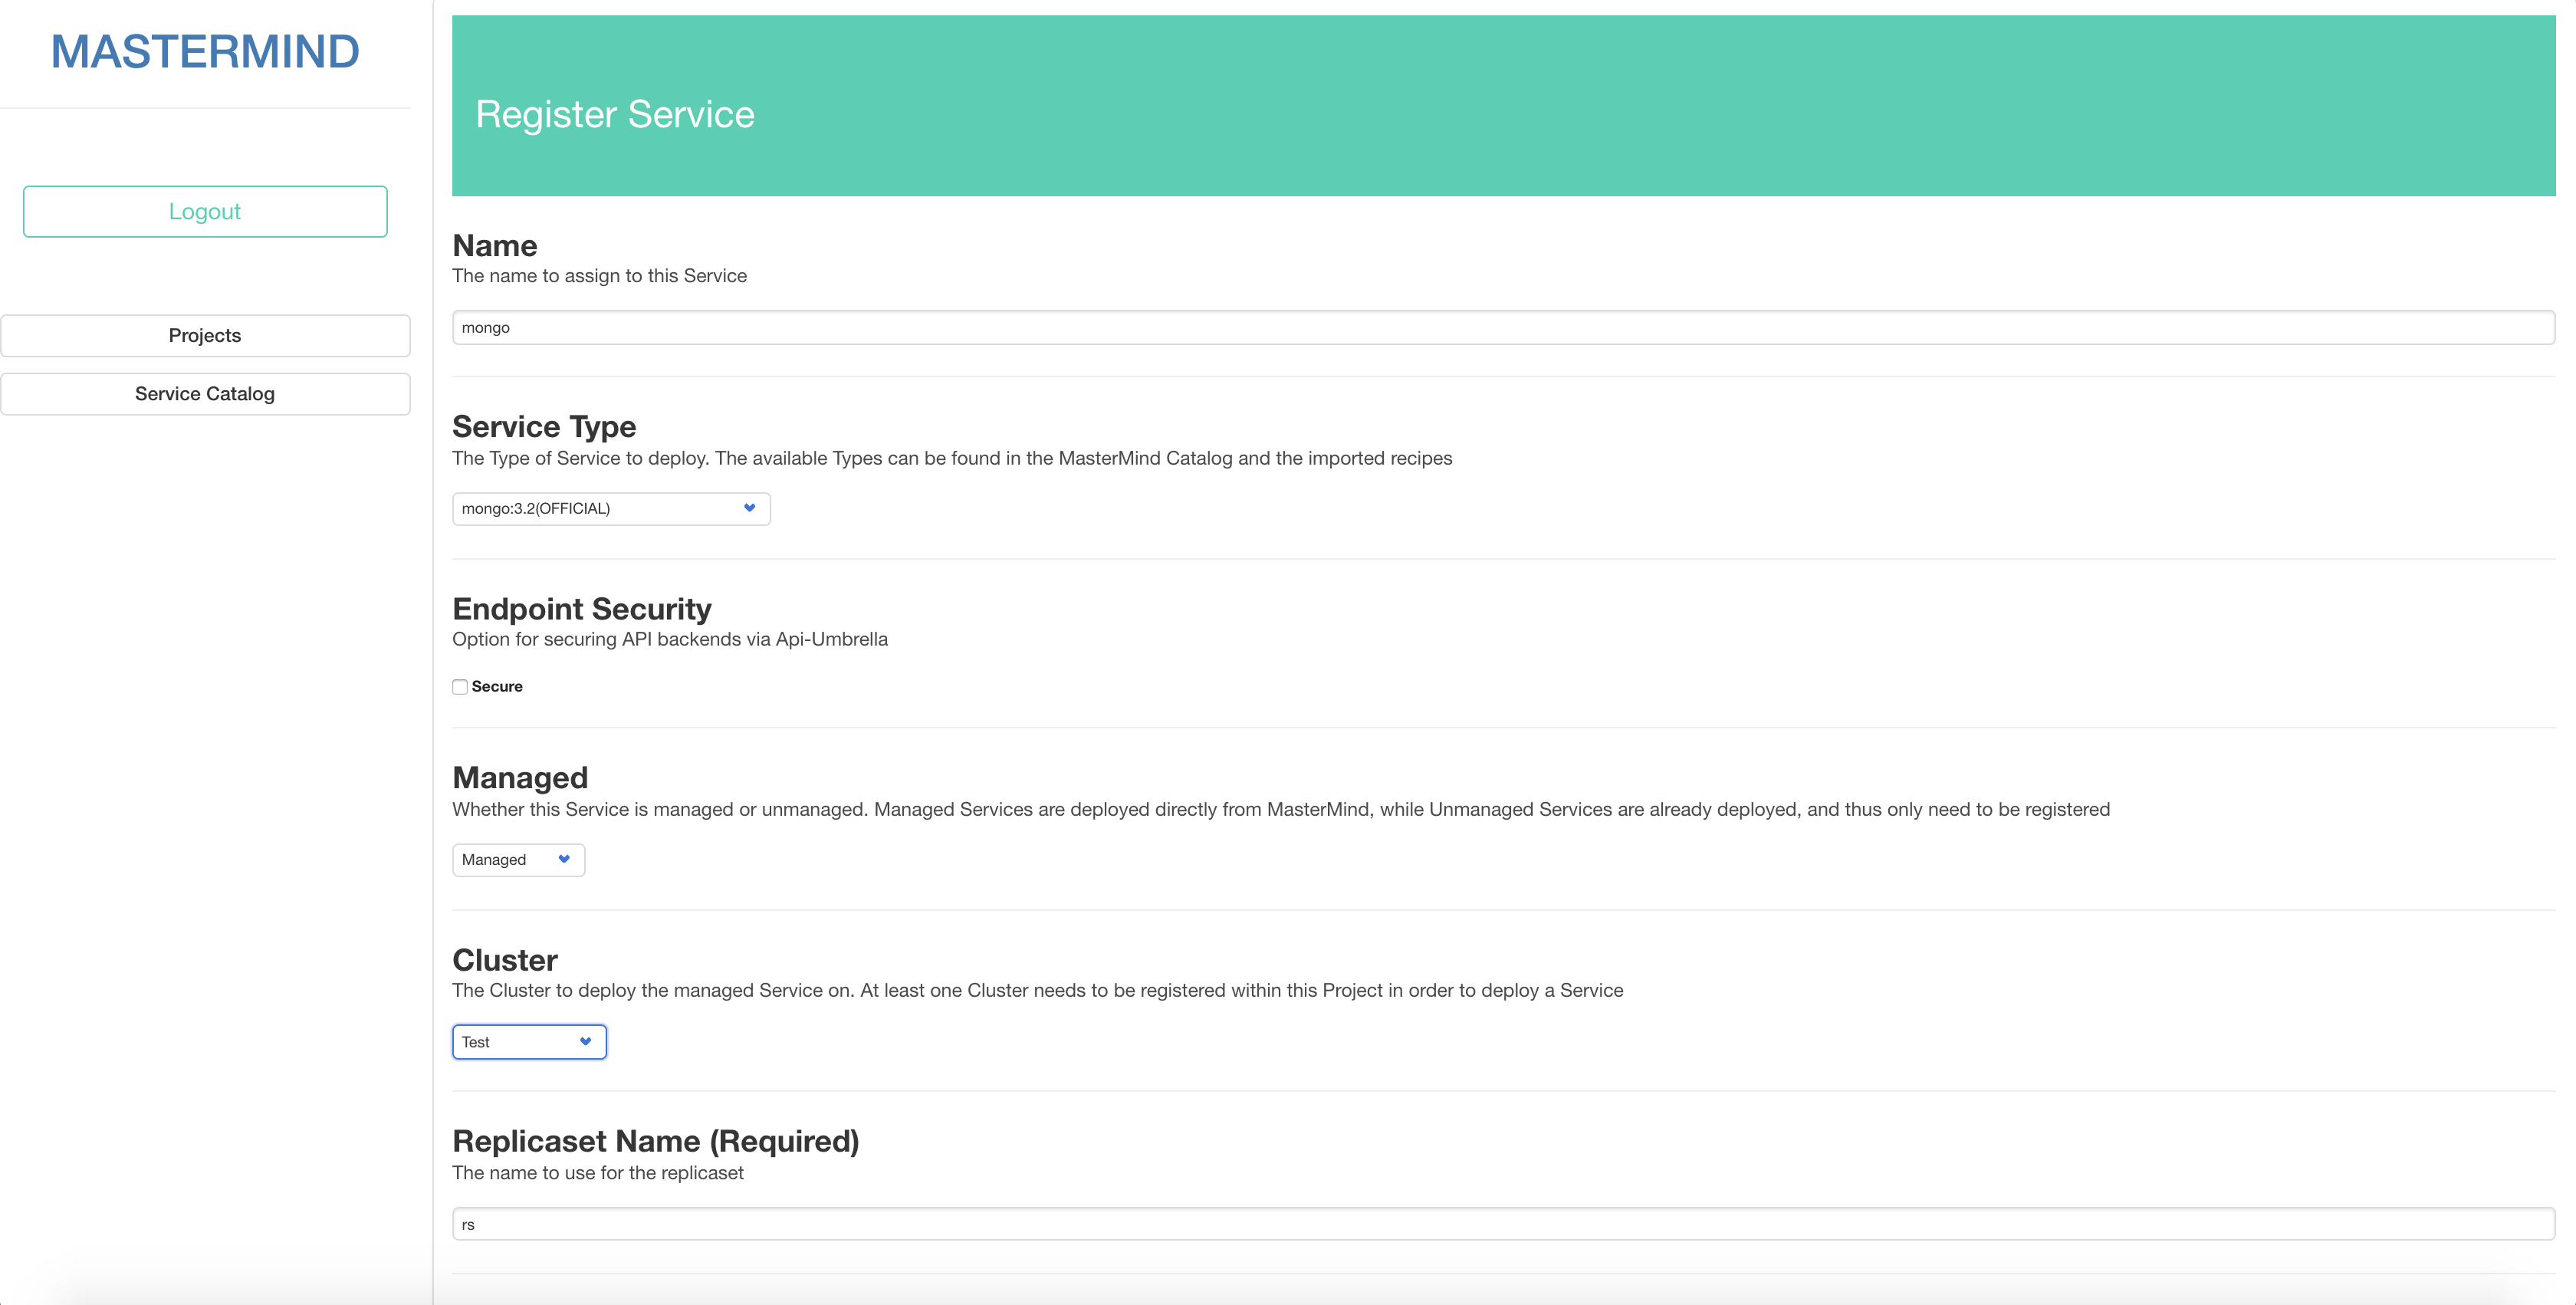 MASTERMIND
Logout
Projects
Service Catalog
Register Service
Name
The name to assign to this Service
mongo
Service Type
The Type of Service to deploy. The available Types can be found in the MasterMind Catalog and the imported recipes
mongo:3.2(OFFICIAL)
Endpoint Security
Option for securing API backends via Api-Umbrella
Secure
Managed
Whether this Service is managed or unmanaged. Managed Services are deployed directly from MasterMind, while Unmanaged Services are already deployed, and thus only need to be registered
Managed
Cluster
The Cluster to deploy the managed Service on. At least one Cluster needs to be registered within this Project in order to deploy a Service
Test
Replicaset Name (Required)
The name to use for the replicaset
rs